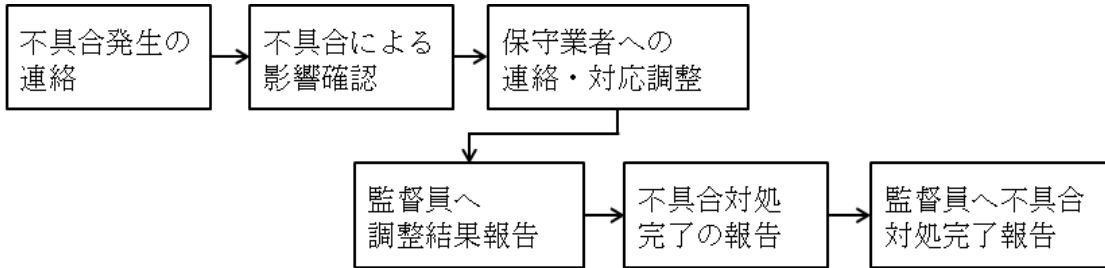 不具合発生の
連絡
不具合による
影響確認
保守業者への
連絡・対応調整
監督員へ
調整結果報告
不具合対処
完了の報告
監督員へ不具合
対処完了報告